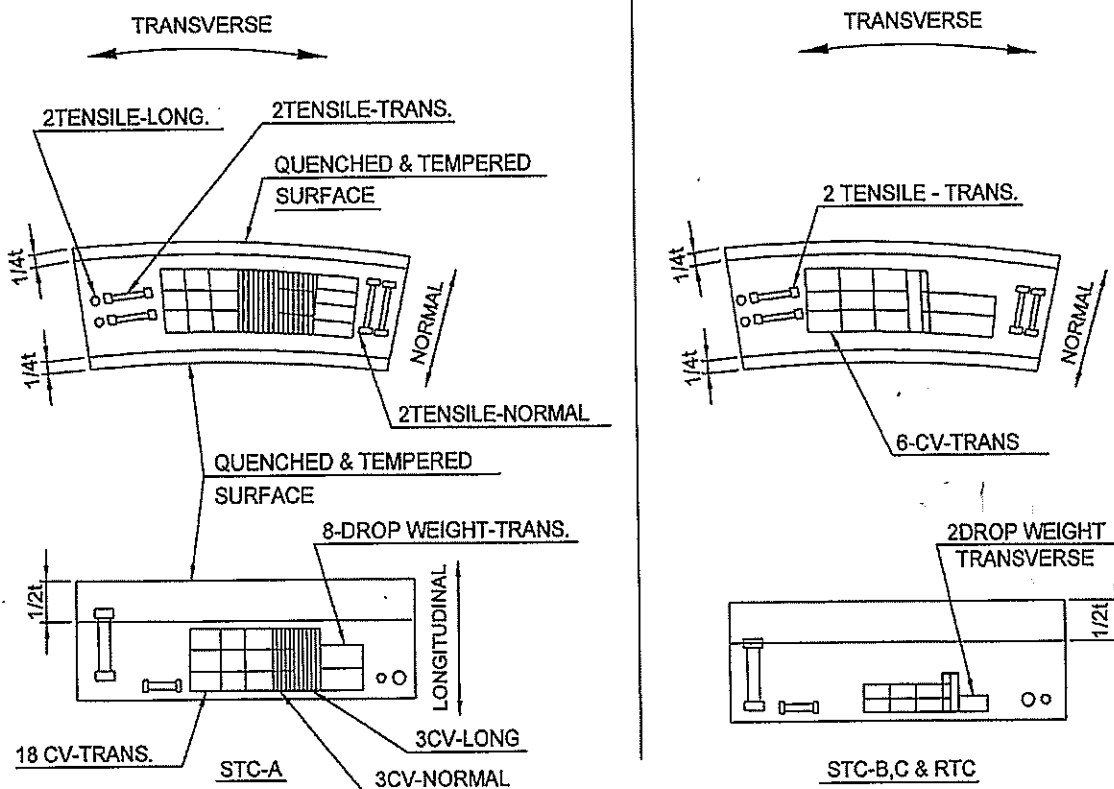 TRANSVERSE
2TENSILE-LONG.
2TENSILE-TRANS.
QUENCHED & TEMPERED
SURFACE
1/4t
1/4t
NORMAL
2TENSILE-NORMAL
QUENCHED & TEMPERED
SURFACE
8-DROP WEIGHT-TRANS.
1/2t
LONGITUDINAL
18 CV-TRANS.
3CV-LONG
3CV-NORMAL
STC-A
TRANSVERSE
2 TENSILE - TRANS.
1/4t
1/4t
NORMAL
6-CV-TRANS
2DROP WEIGHT
TRANSVERSE
1/2t
STC-B,C & RTC